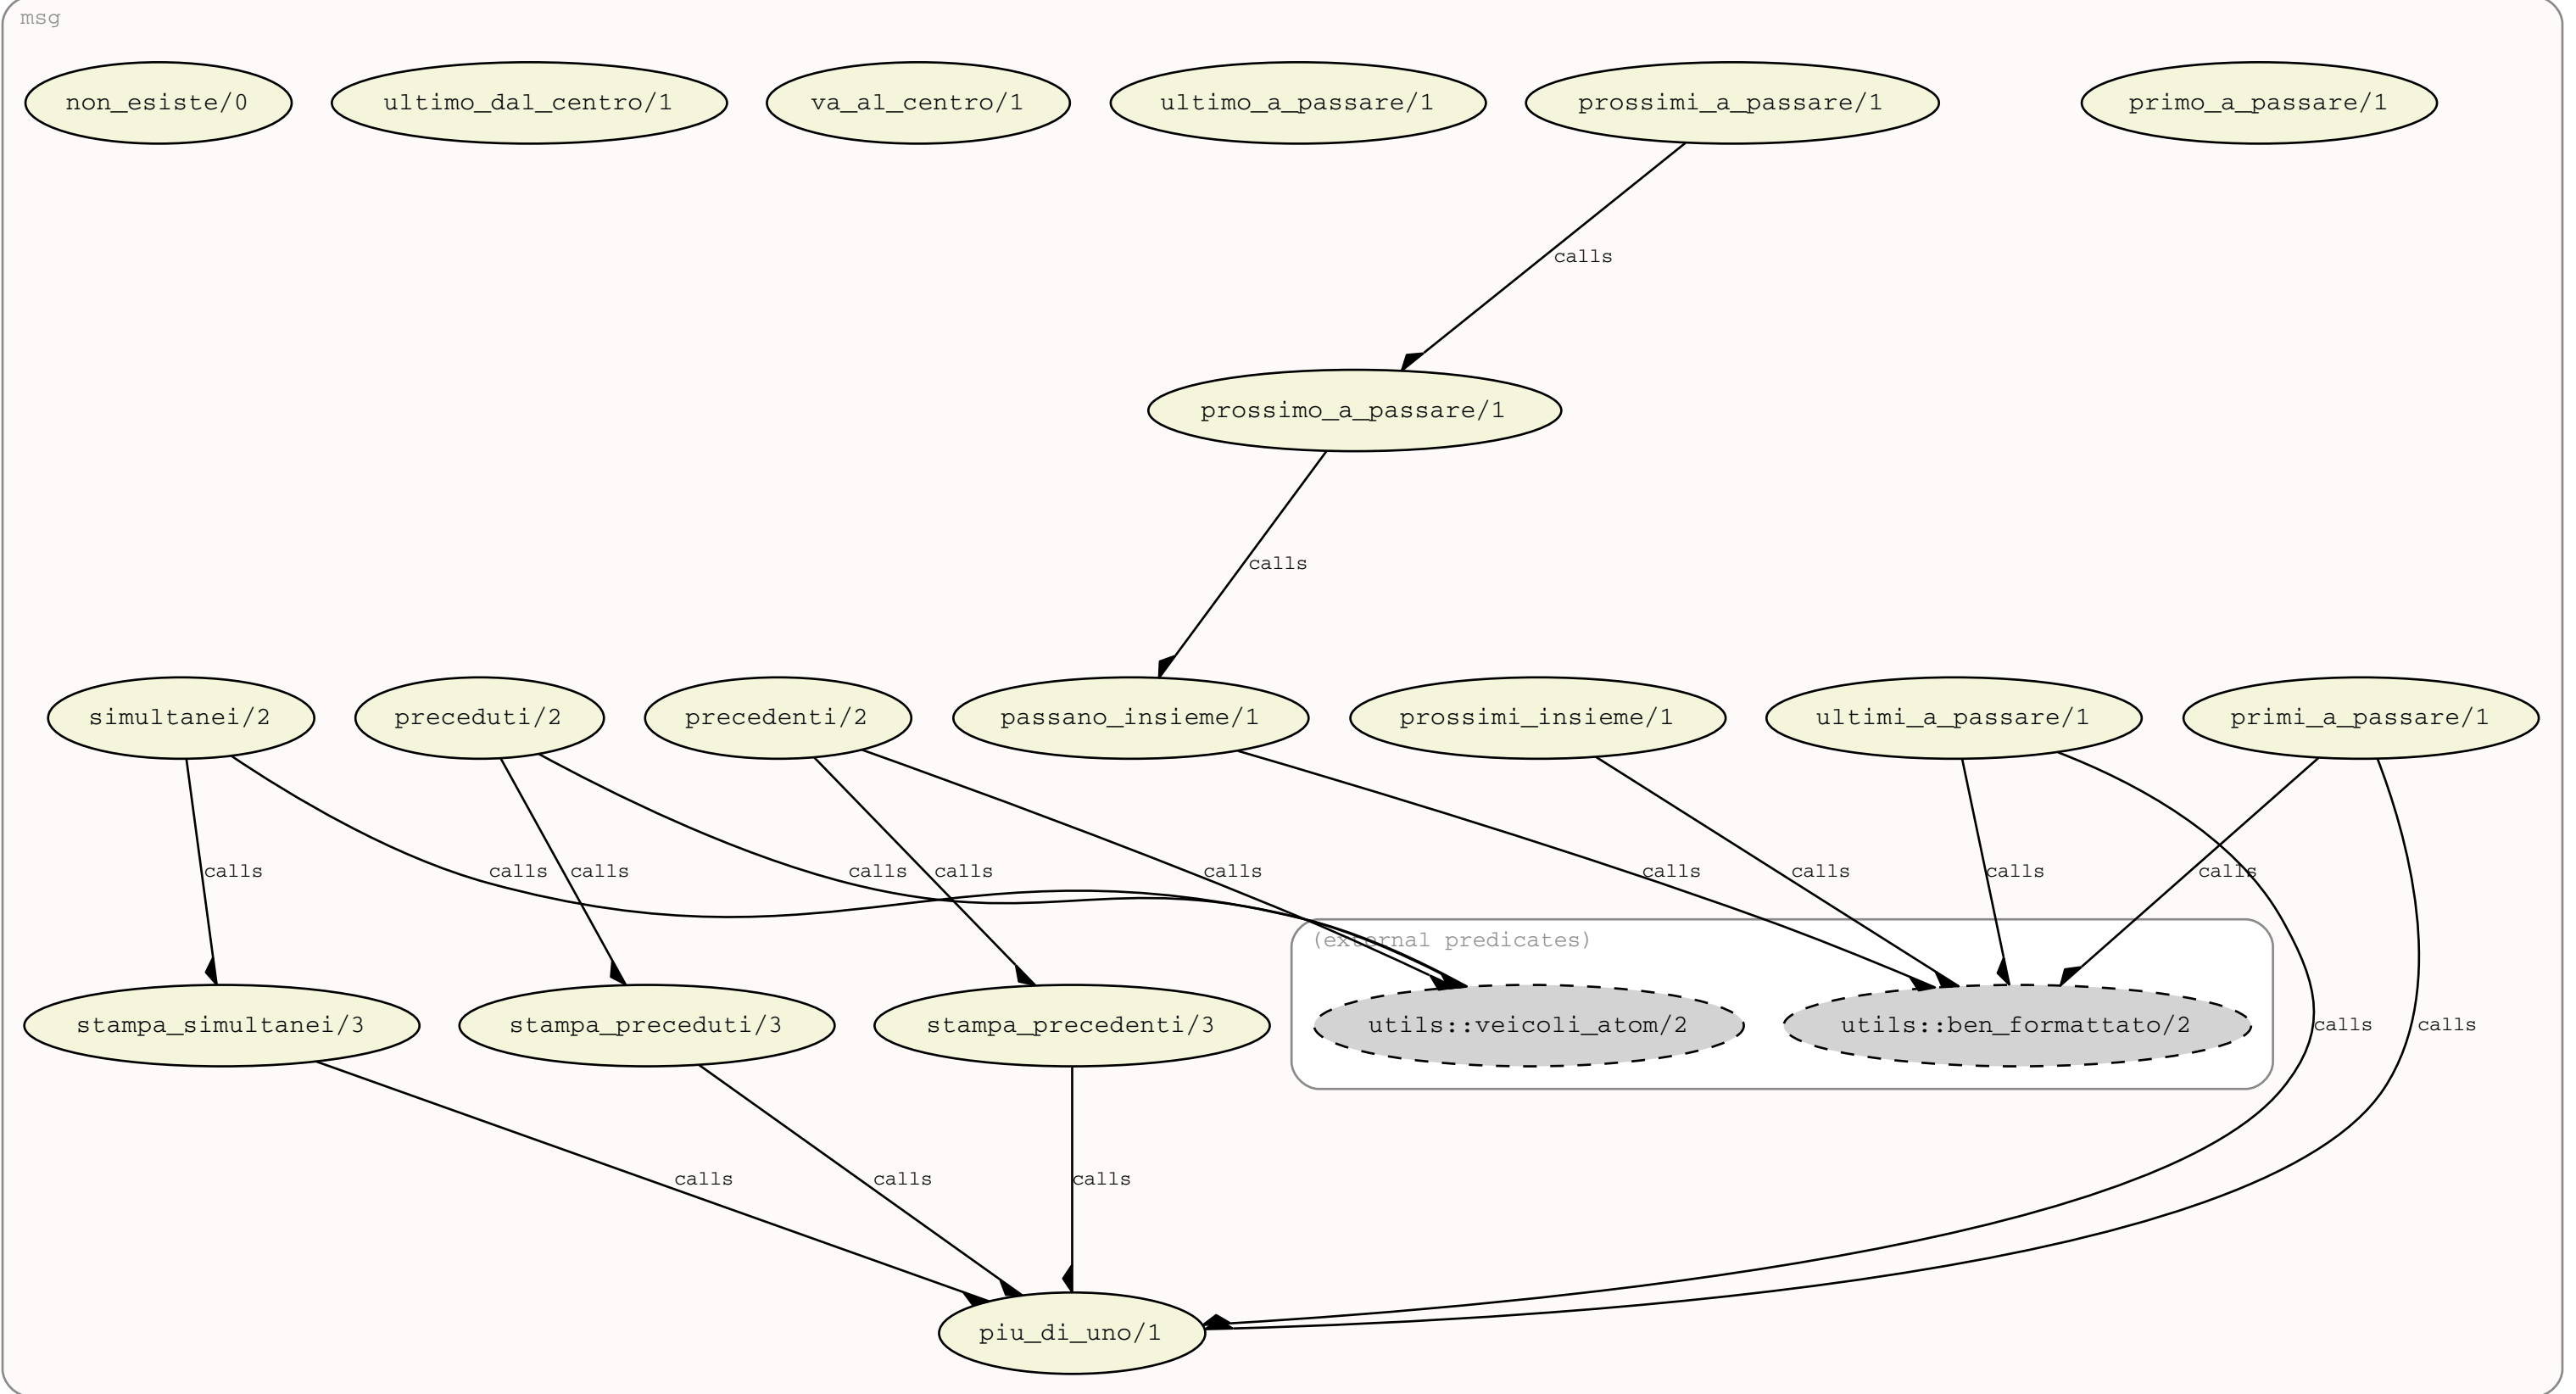 msg
non_esiste/0
ultimo_dal_centro/1
va_al_centro/1
ultimo_a_passare/1
prossimi_a_passare/1
primo_a_passare/1
calls
prossimo_a_passare/1
calls
simultanei/2
preceduti/2
precedenti/2
passano_insieme/1
prossimi_insieme/1
ultimi_a_passare/1
primi_a_passare/1
calls
calls
calls
calls
calls
calls
calls
calls
calls
calls
(external predicates)
stampa_simultanei/3
stampa_preceduti/3
stampa_precedenti/3
utils::veicoli_atom/2
utils::ben_formattato/2
calls
calls
calls
calls
calls
piu_di_uno/1